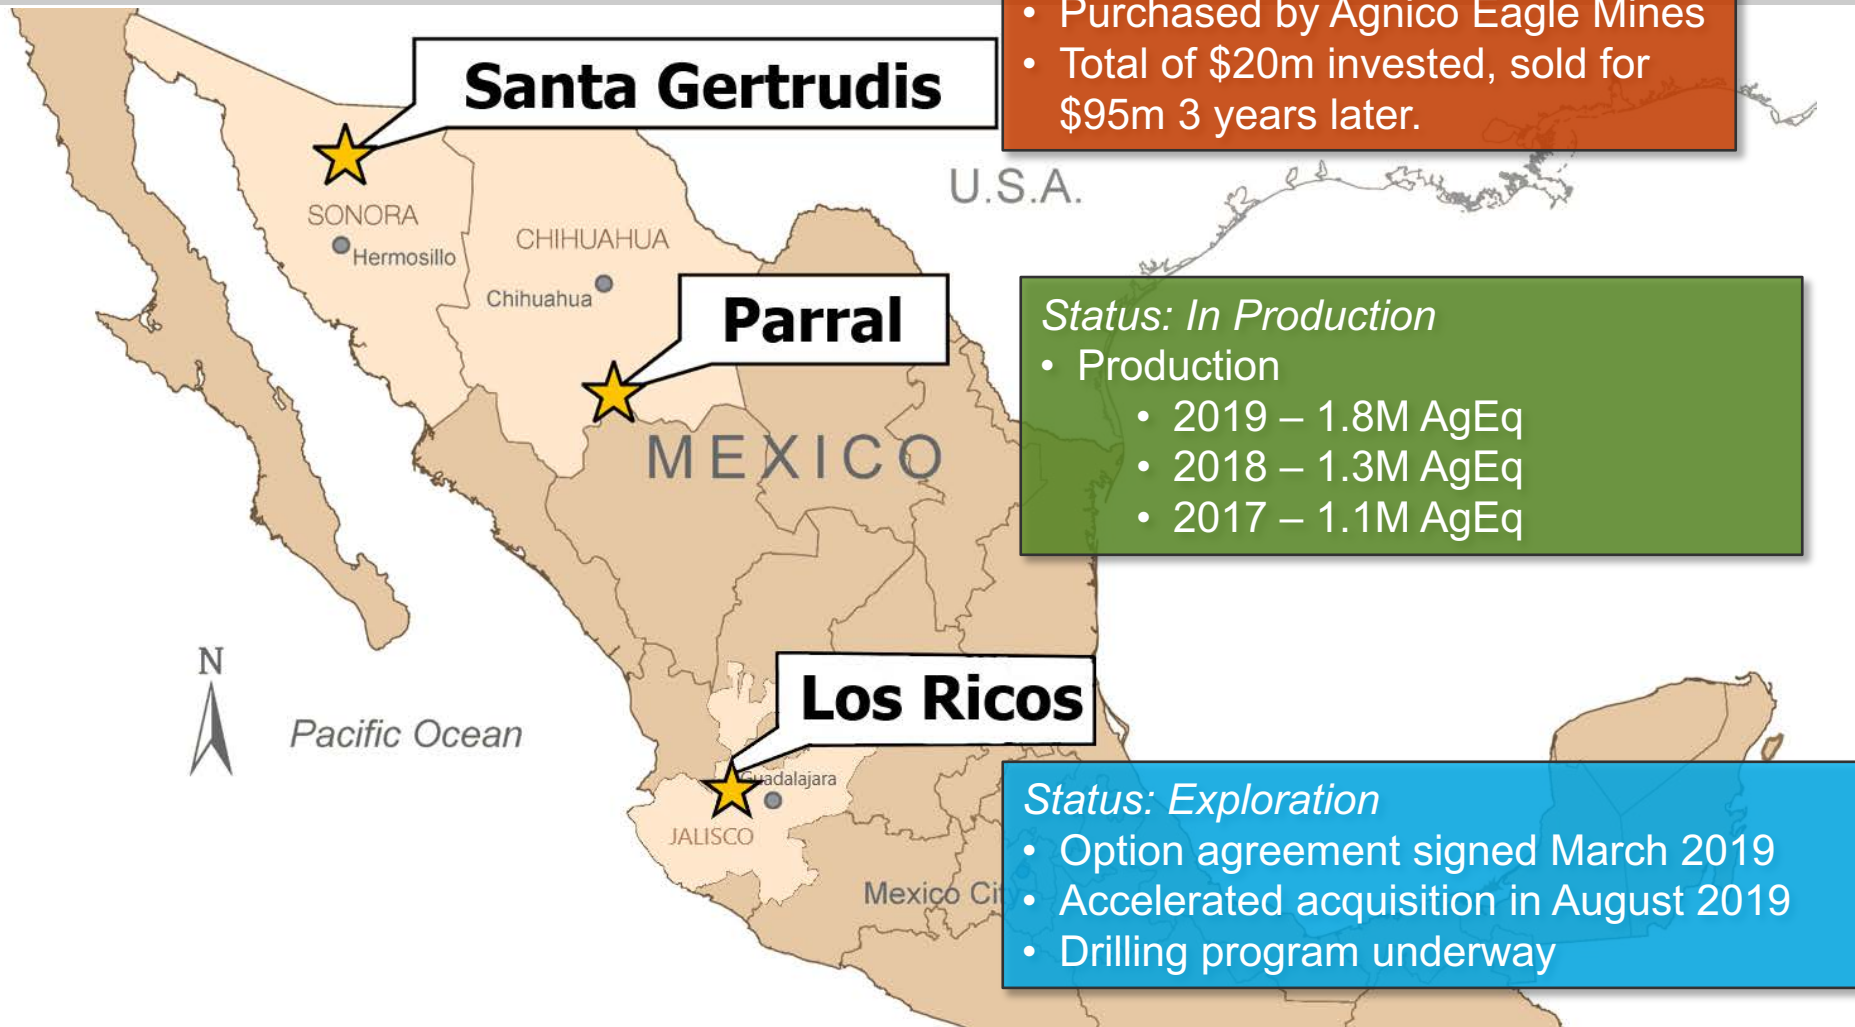 • Purchased by Agnico Eagle Mines
• Total of $20m invested, sold for
$95m 3 years later.
Santa Gertrudis
U.S.A.
SONORA
Hermosillo
CHIHUAHUA
Chihuahua
Parral
Status: In Production
• Production
• 2019 – 1.8M AgEq
• 2018 – 1.3M AgEq
• 2017 – 1.1M AgEq
MEXICO
N
Pacific Ocean
Los Ricos
Guadalajara
JALISCO
Mexico Cit
Status: Exploration
• Option agreement signed March 2019
• Accelerated acquisition in August 2019
• Drilling program underway